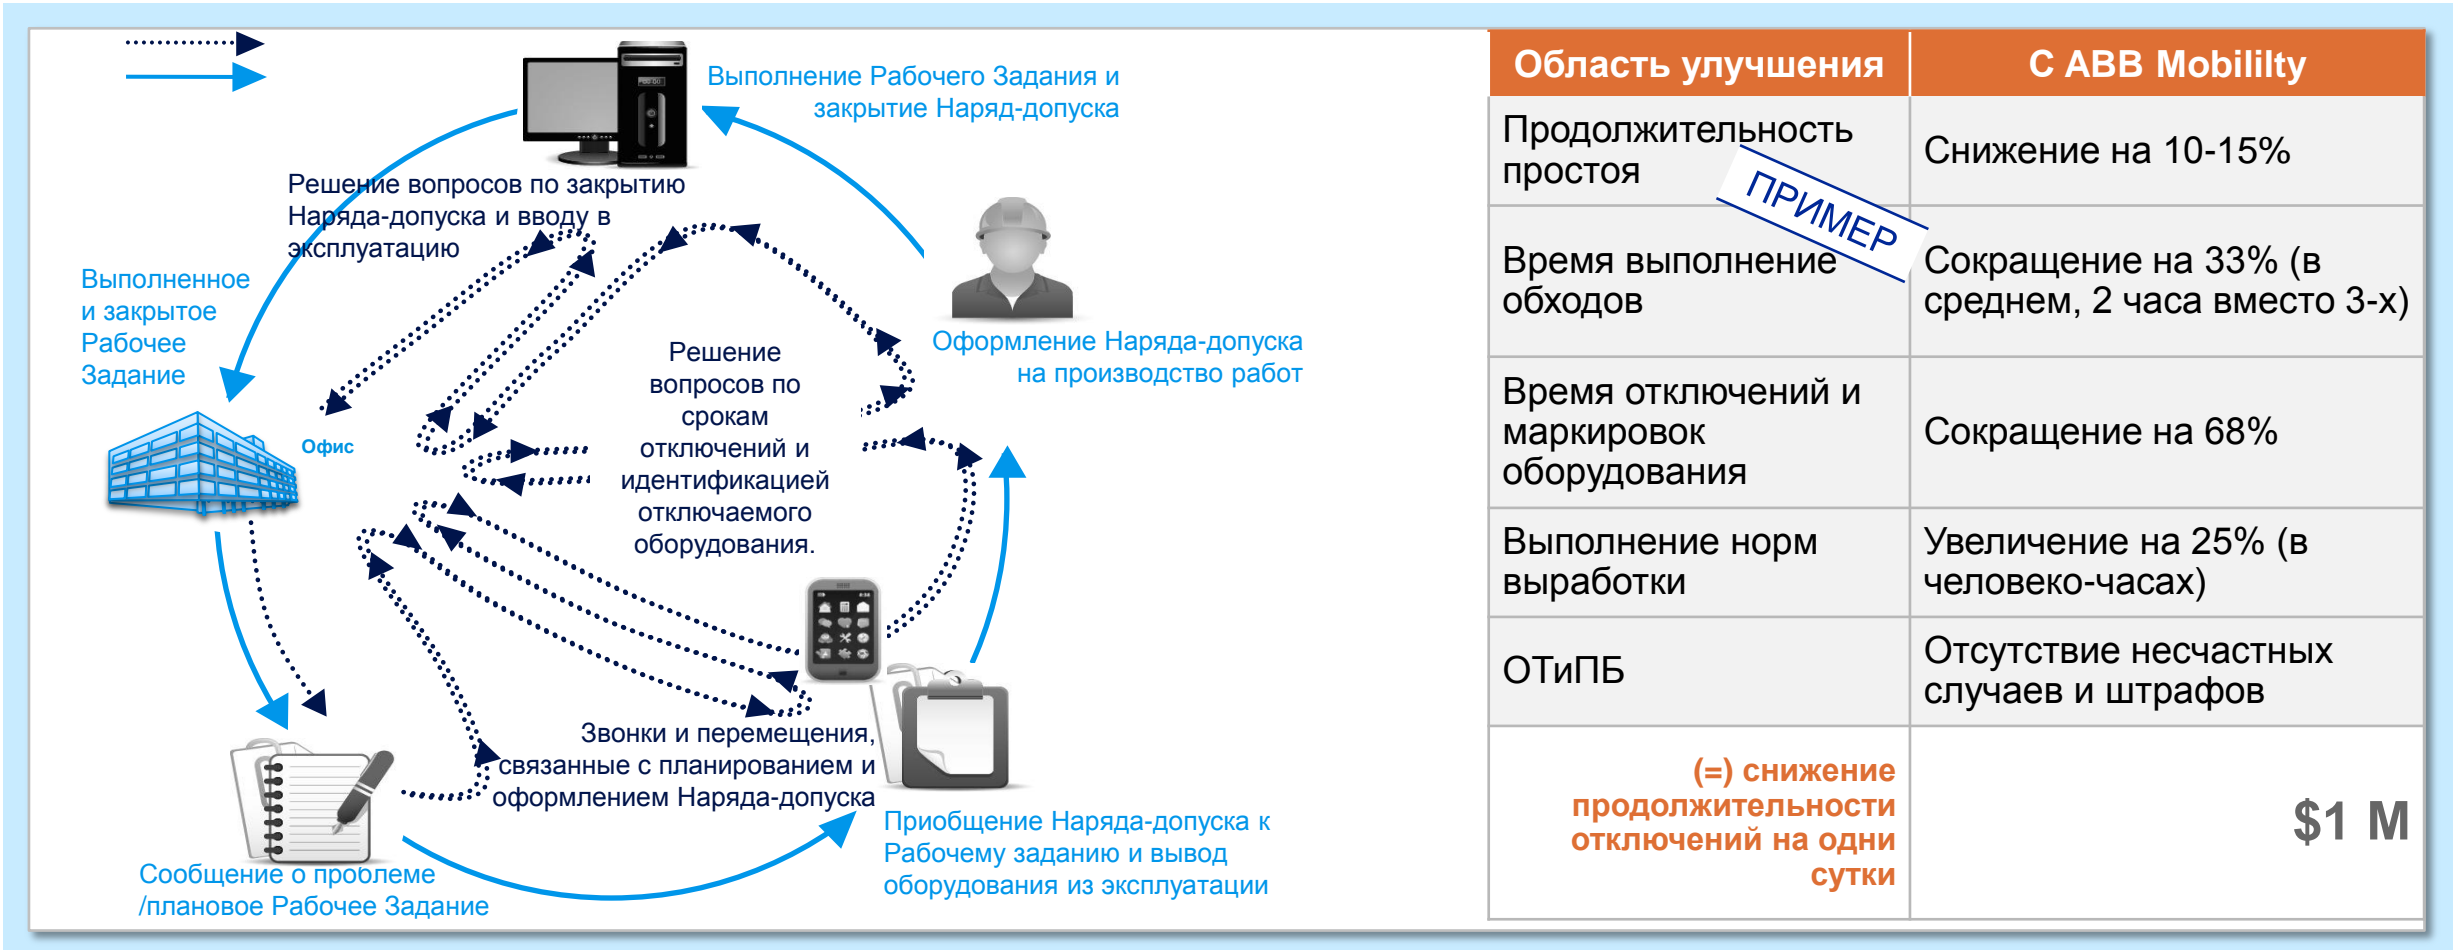 Выполнение Рабочего Задания и
закрытие Наряд-допуска
Решение вопросов по закрытию
Наряда-допуска и вводу в
эксплуатацию
Выполненное
и закрытое
Рабочее
Задание
Офис
Решение
вопросов по
срокам
отключений и
идентификацией
отключаемого
оборудования.
Оформление Наряда-допуска
на производство работ
Звонки и перемещения,
связанные с планированием и
оформлением Наряда-допуска
Приобщение Наряда-допуска к
Рабочему заданию и вывод
оборудования из эксплуатации
Сообщение о проблеме
/плановое Рабочее Задание
Область улучшения
С ABB Mobililty
Продолжительность
простоя
Снижение на 10-15%
ПРИМЕР
Время выполнение
обходов
Сокращение на 33% (в
среднем, 2 часа вместо 3-х)
Время отключений и
маркировок
оборудования
Сокращение на 68%
Выполнение норм
выработки
Увеличение на 25% (в
человеко-часах)
ОТиПБ
Отсутствие несчастных
случаев и штрафов
(=) снижение
продолжительности
отключений на одни
сутки
$1 M